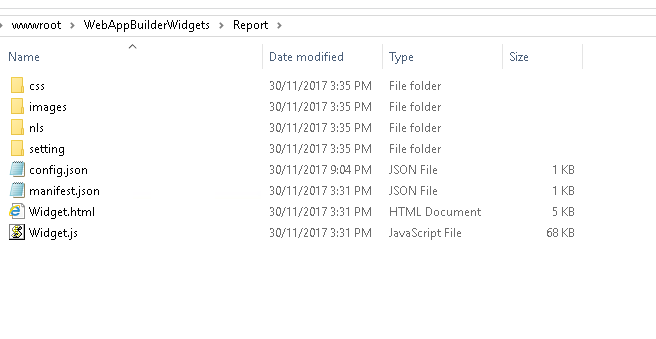 wwwroot > WebAppBuilderWidgets > Report >
Name Date modified Type Size
css 30/11/2017 3:35 PM File folder
images 30/11/2017 3:35 PM File folder
nls 30/11/2017 3:35 PM File folder
setting 30/11/2017 3:35 PM File folder
config.json 30/11/2017 9:04 PM JSON File 1 KB
manifest.json 30/11/2017 3:31 PM JSON File 1 KB
Widget.html 30/11/2017 3:31 PM HTML Document 5 KB
Widget.js 30/11/2017 3:31 PM JavaScript File 68 KB